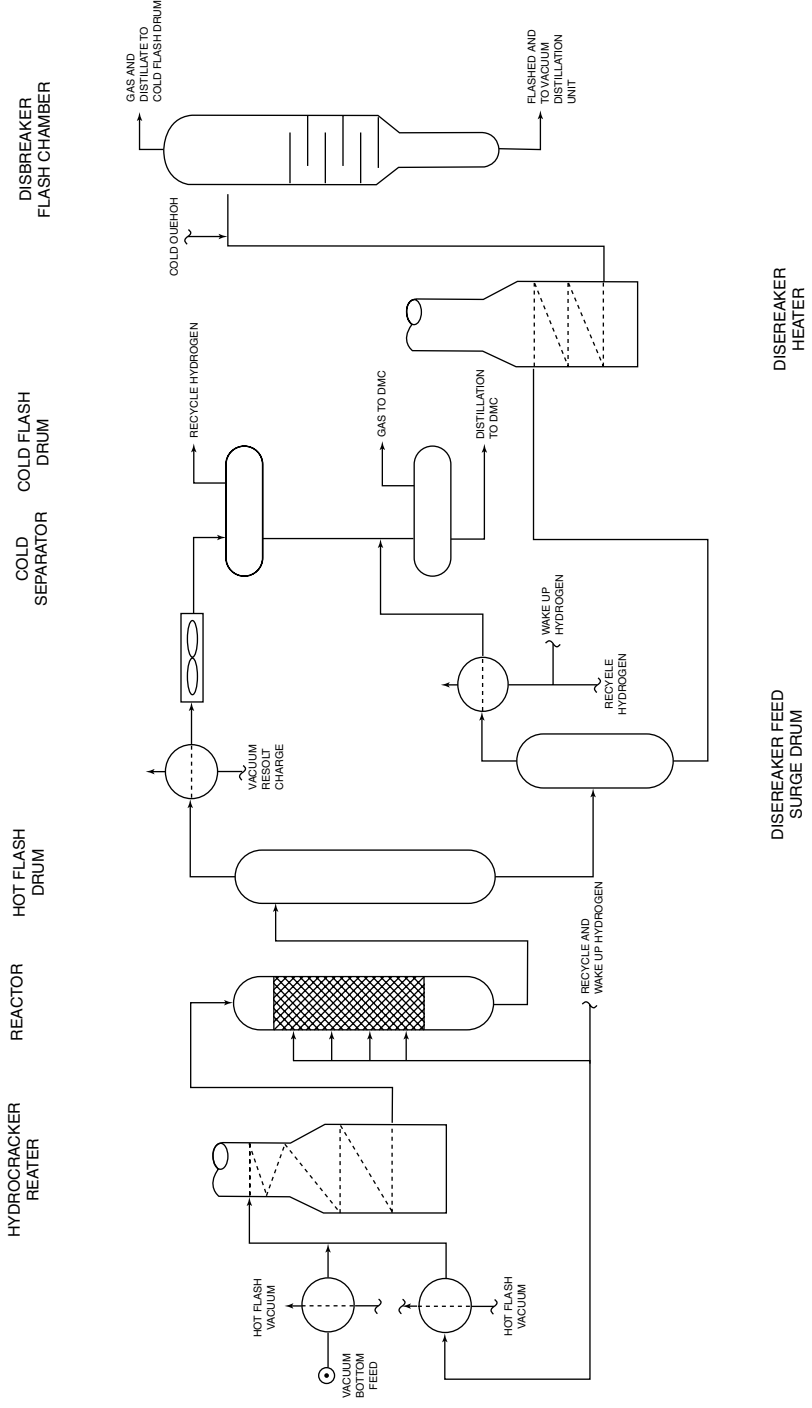 HYDROCRACKER
REATER
REACTOR
HOT FLASH
DRUM
COLD
SEPARATOR
COLD FLASH
DRUM
DISBREAKER
FLASH CHAMBER
GAS AND
DISTILLATE TO
COLD FLASH DRUM
RECYCLE HYDROGEN
COLD OUEHOH
VACUUM
RESOLT
CHARGE
GAS TO DMC
DISTILLATION
TO DMC
FLASHED AND
TO VACUUM
DISTILLATION
UNIT
HOT FLASH
VACUUM
VACUUM
BOTTOM
FEED
HOT FLASH
VACUUM
RECYCLE AND
WAKE UP HYDROGEN
WAKE UP
HYDROGEN
RECYELE
HYDROGEN
DISEREAKER FEED
SURGE DRUM
DISEREAKER
HEATER